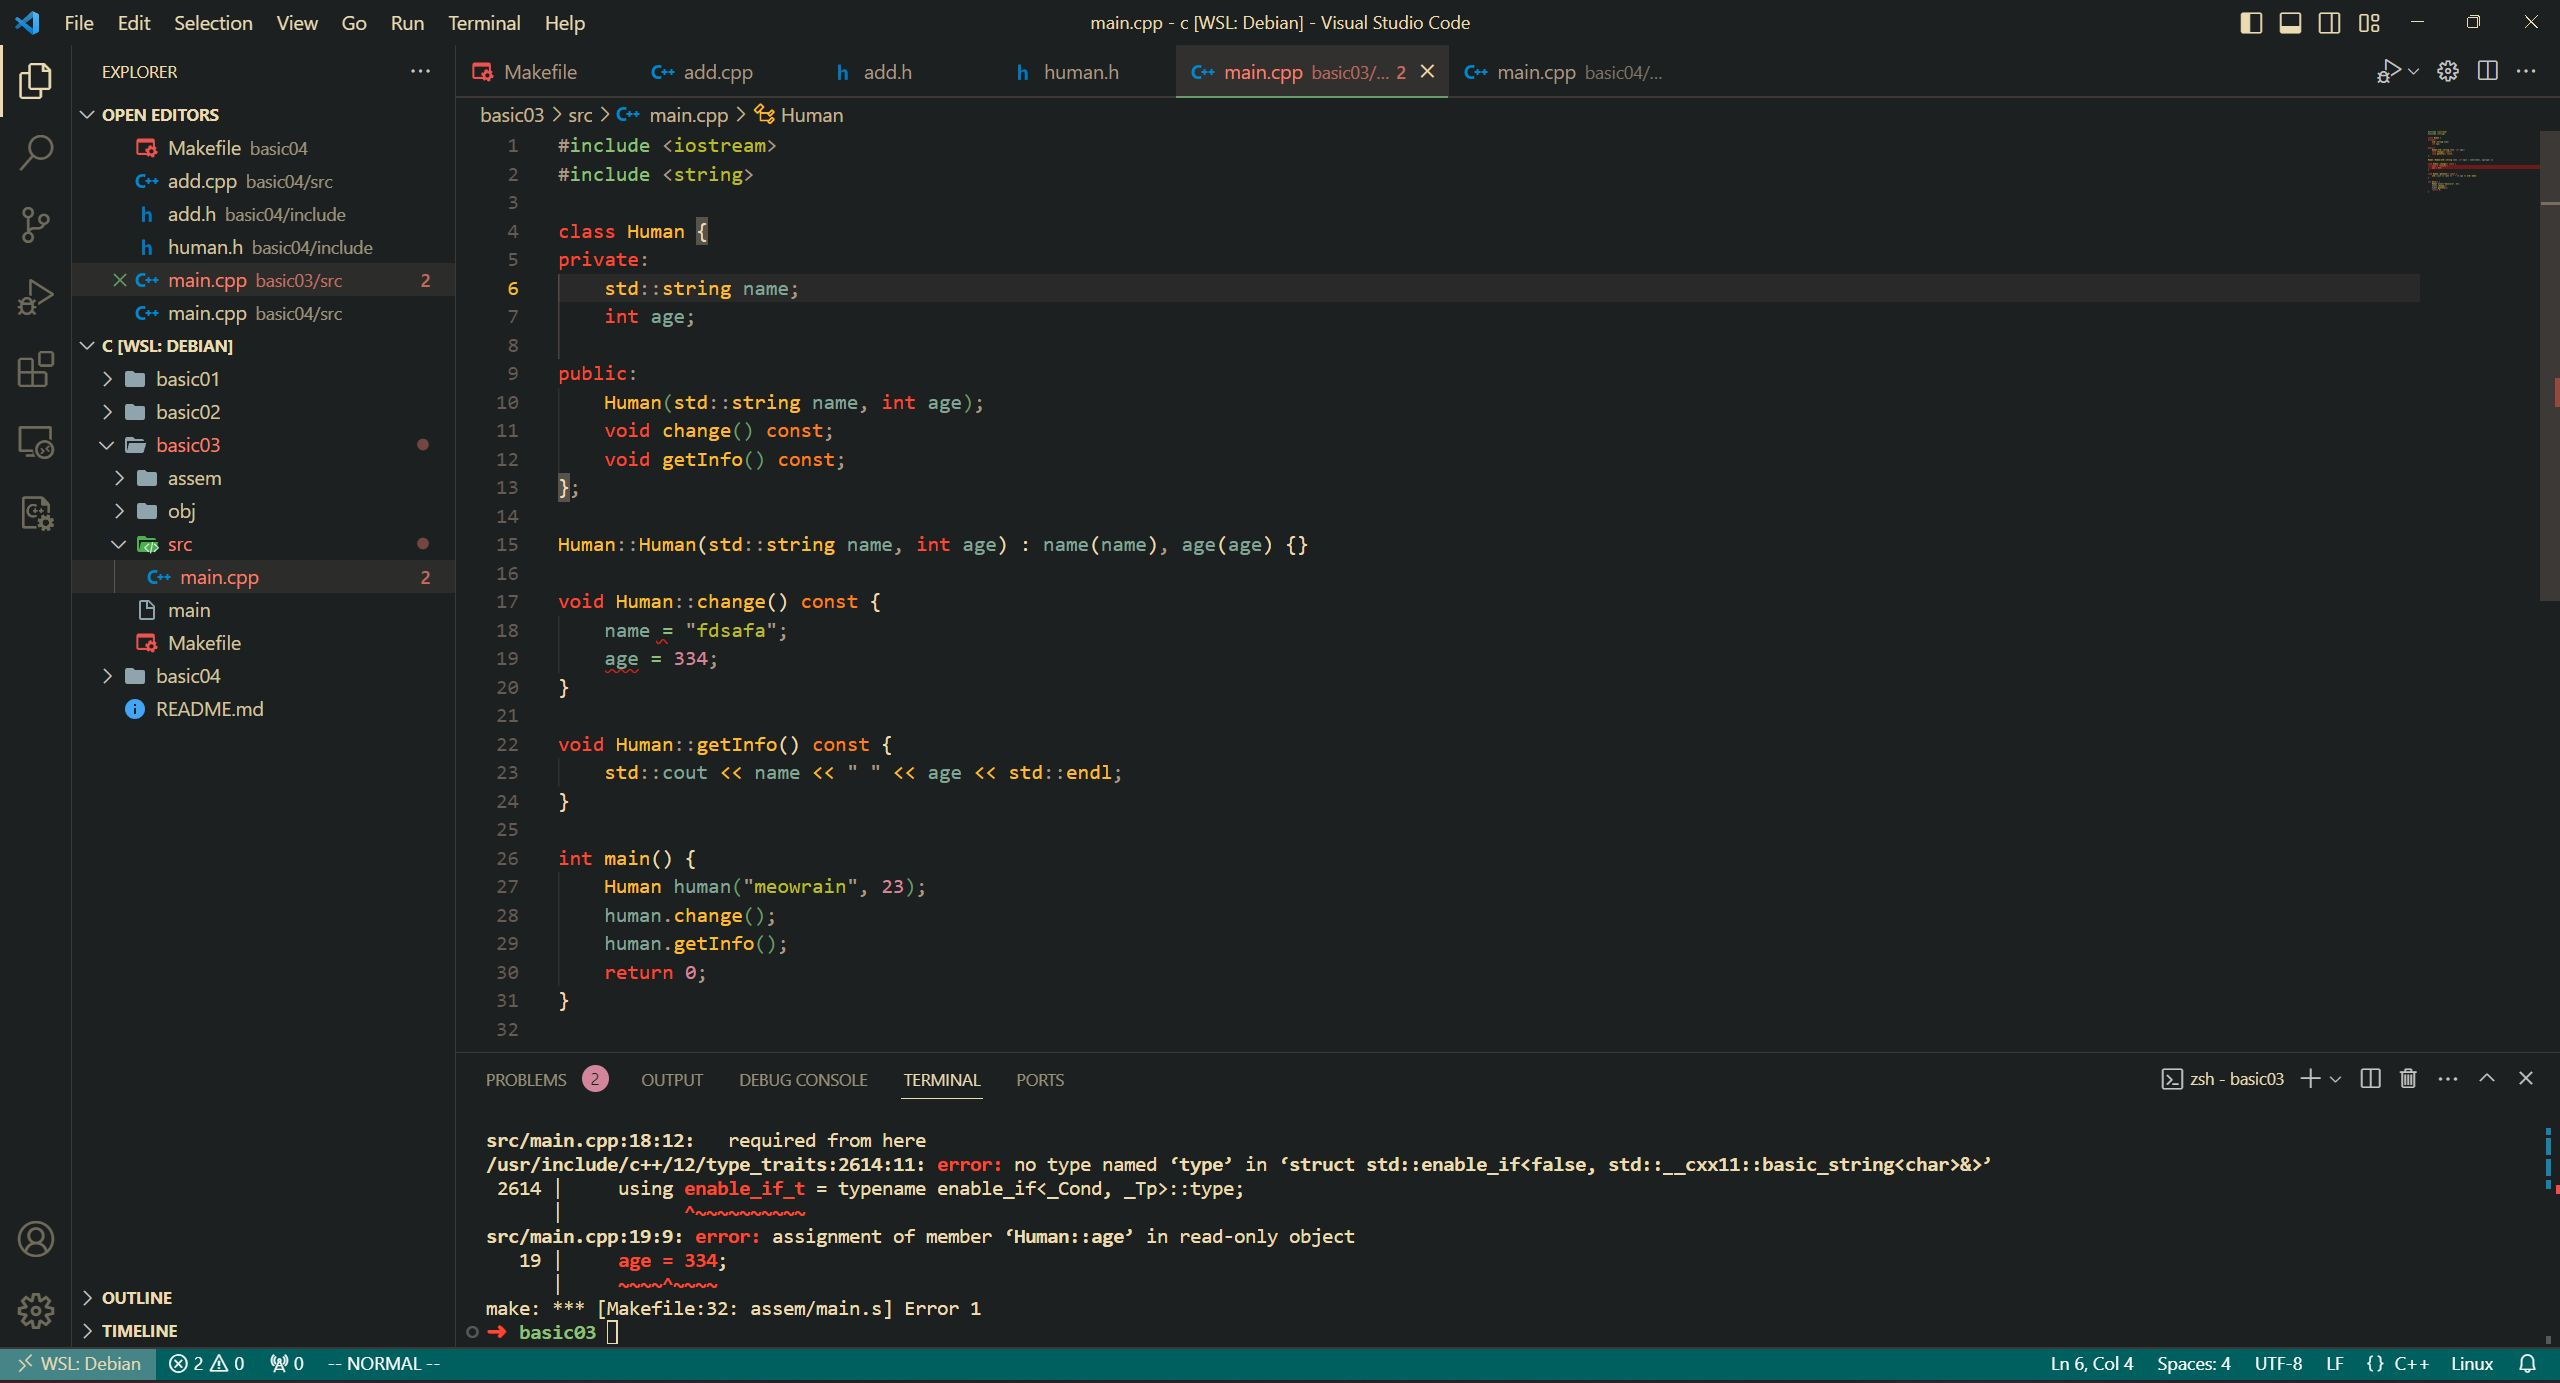 File Edit Selection View Go Run Terminal Help
main.cpp - c [WSL: Debian] - Visual Studio Code
EXPLORER
OPEN EDITORS
Makefile basic04
add.cpp basic04/src
add.h basic04/include
human.h basic04/include
main.cpp basic03/src 2
main.cpp basic04/src
C [WSL: DEBIAN]
basic01
basic02
basic03
assem
obj
src
main.cpp 2
main
Makefile
basic04
README.md
OUTLINE
TIMELINE
Makefile add.cpp add.h human.h main.cpp basic03/... 2 main.cpp basic04/...
basic03 > src > main.cpp > Human
1 #include <iostream>
2 #include <string>
3
4 class Human {
5 private:
6 std::string name;
7 int age;
8
9 public:
10 Human(std::string name, int age);
11 void change() const;
12 void getInfo() const;
13 };
14
15 Human::Human(std::string name, int age) : name(name), age(age) {}
16
17 void Human::change() const {
18 name = "fdsafa";
19 age = 334;
20 }
21
22 void Human::getInfo() const {
23 std::cout << name << " " << age << std::endl;
24 }
25
26 int main() {
27 Human human("meowrain", 23);
28 human.change();
29 human.getInfo();
30 return 0;
31 }
32
PROBLEMS 2 OUTPUT DEBUG CONSOLE TERMINAL PORTS
zsh - basic03
src/main.cpp:18:12:   required from here
/usr/include/c++/12/type_traits:2614:11: error: no type named ‘type’ in ‘struct std::enable_if<false, std::__cxx11::basic_string<char>&>’
2614 |     using enable_if_t = typename enable_if<_Cond, _Tp>::type;
|           ^~~~~~~~~~~
src/main.cpp:19:9: error: assignment of member ‘Human::age’ in read-only object
19 |     age = 334;
|     ~~~~^~~~~
make: *** [Makefile:32: assem/main.s] Error 1
➜ basic03
WSL: Debian 2 0 0 -- NORMAL --
Ln 6, Col 4 Spaces: 4 UTF-8 LF {} C++ Linux